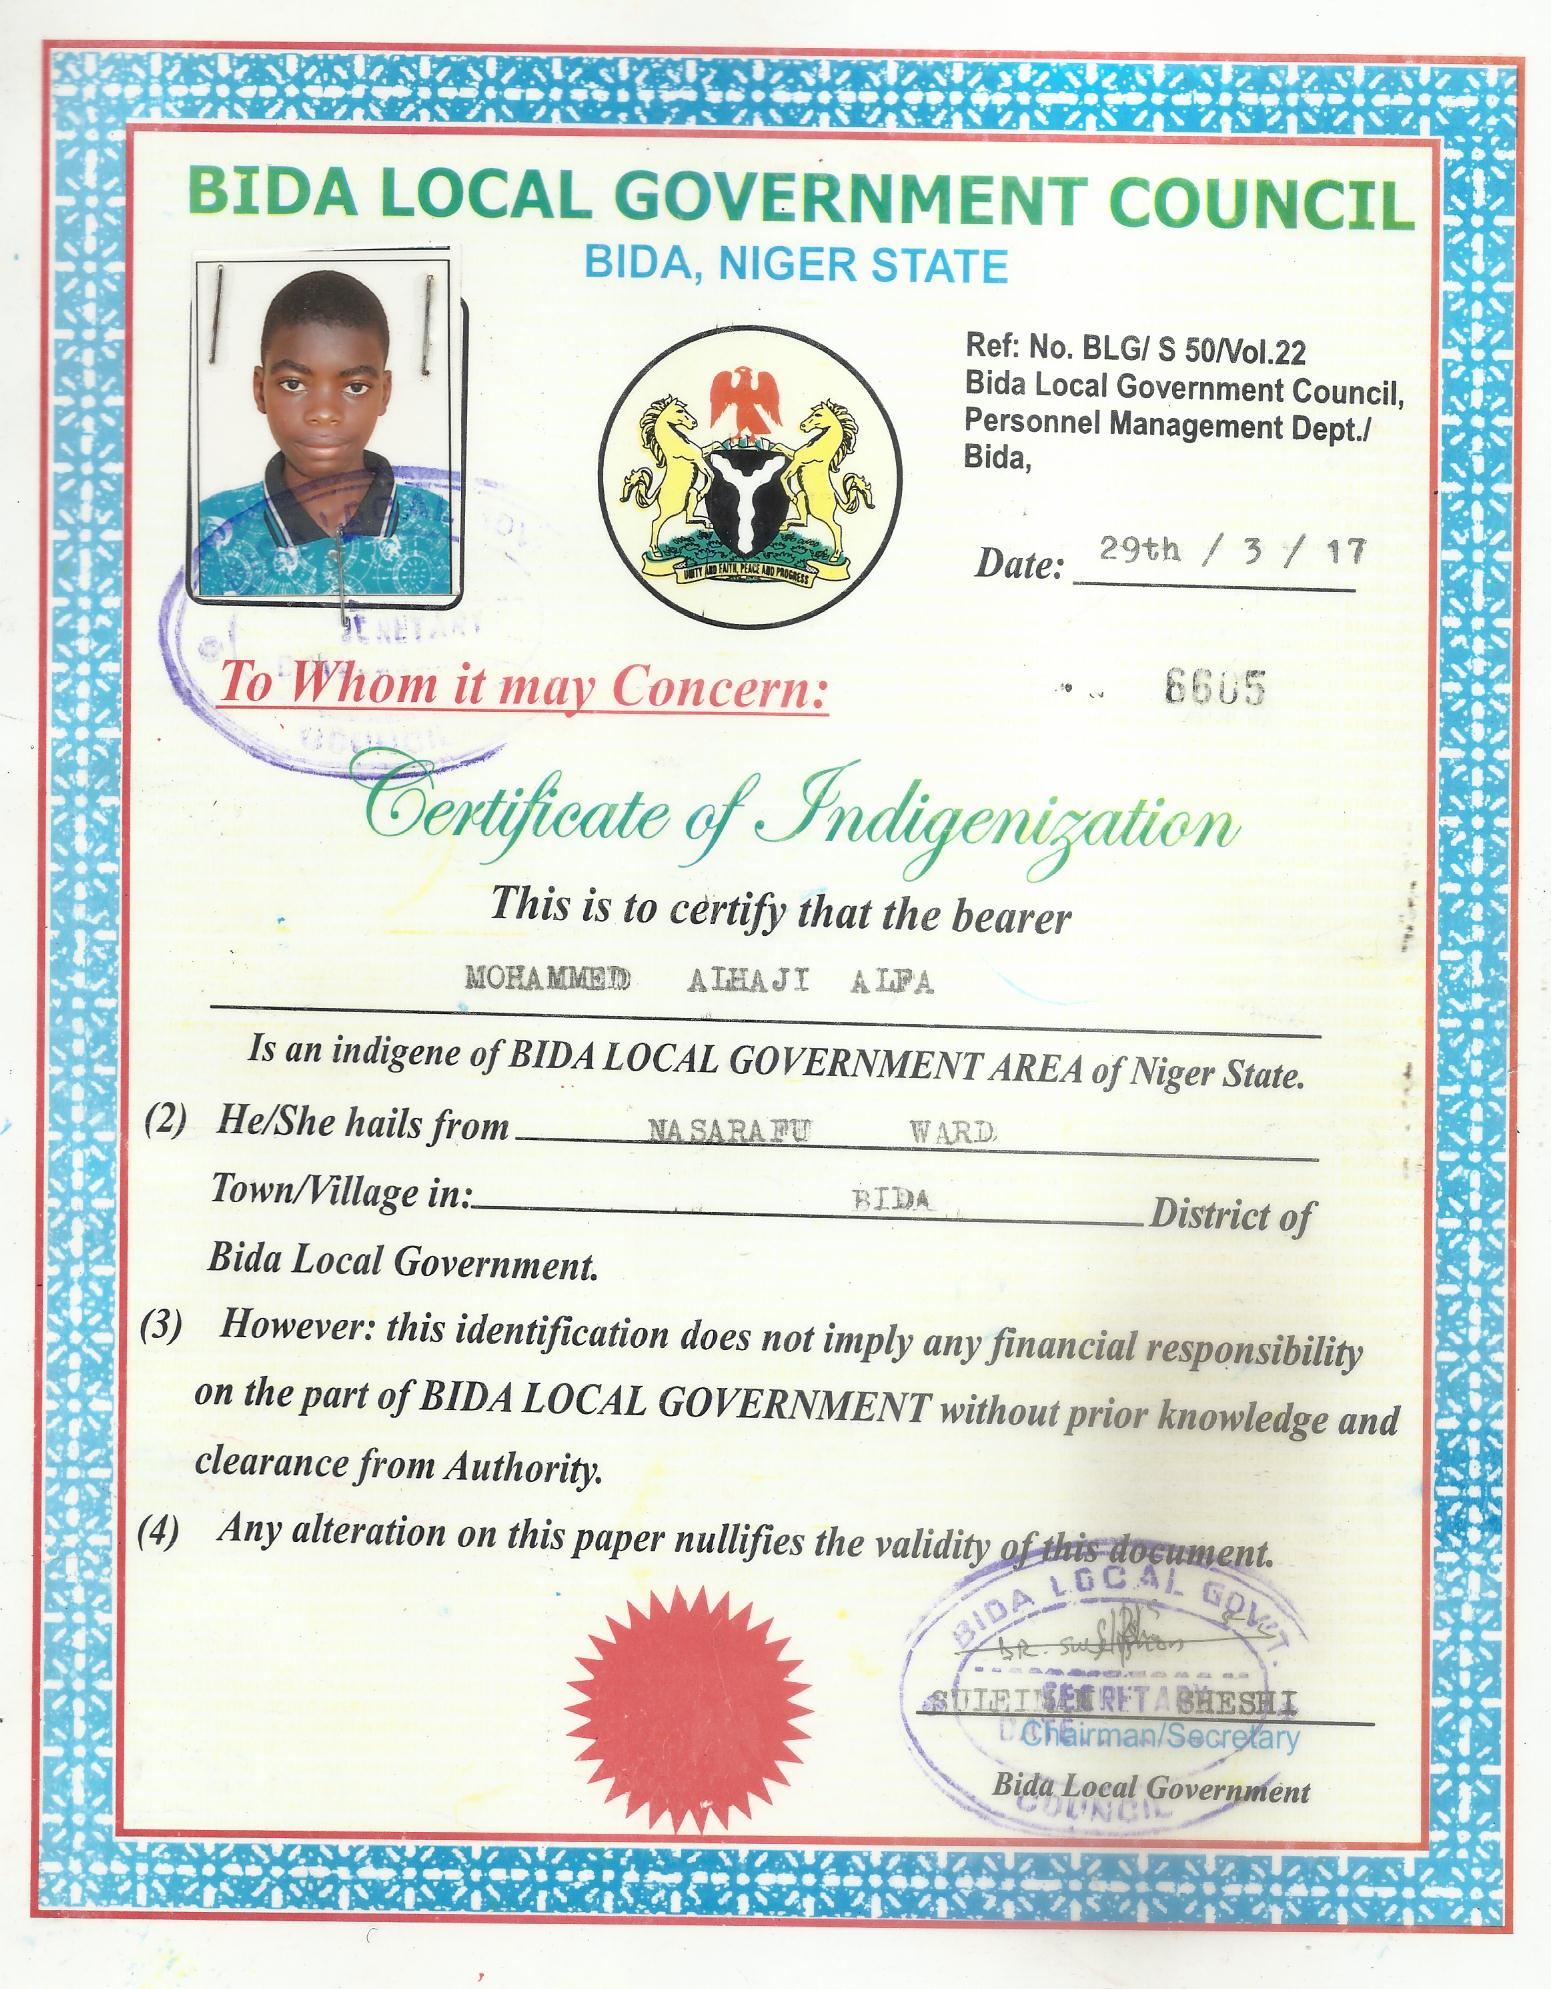 BIDA LOCAL GOVERNMENT COUNCIL
BIDA, NIGER STATE
Ref: No. BLG/ S 50/Vol.22
Bida Local Government Council,
Personnel Management Dept./
Bida,
UNITY AND FAITH, PEACE AND PROGRESS
Date: 29th / 3 / 17
To Whom it may Concern:
6605
COUNCIL
Certificate of Indigenization
This is to certify that the bearer
MOHAMMED ALHAJI ALFA
Is an indigene of BIDA LOCAL GOVERNMENT AREA of Niger State.
(2) He/She hails from NASARAFU WARD
Town/Village in: BIDA District of
Bida Local Government.
(3) However: this identification does not imply any financial responsibility
on the part of BIDA LOCAL GOVERNMENT without prior knowledge and
clearance from Authority.
(4) Any alteration on this paper nullifies the validity of this document.
BIDA LOCAL GOVT.
SECRETARY
SULEIMAN SHESHI
DATE
Chairman/Secretary
Bida Local Government
COUNCIL